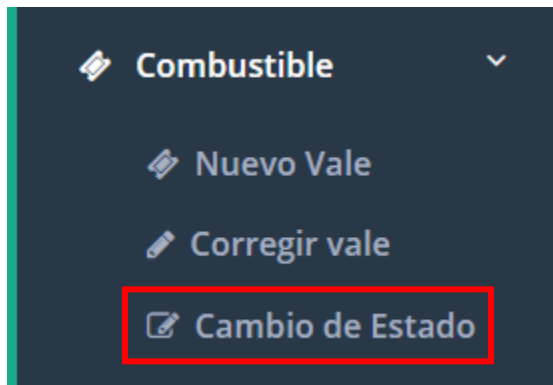 Combustible
Nuevo Vale
Corregir vale
Cambio de Estado